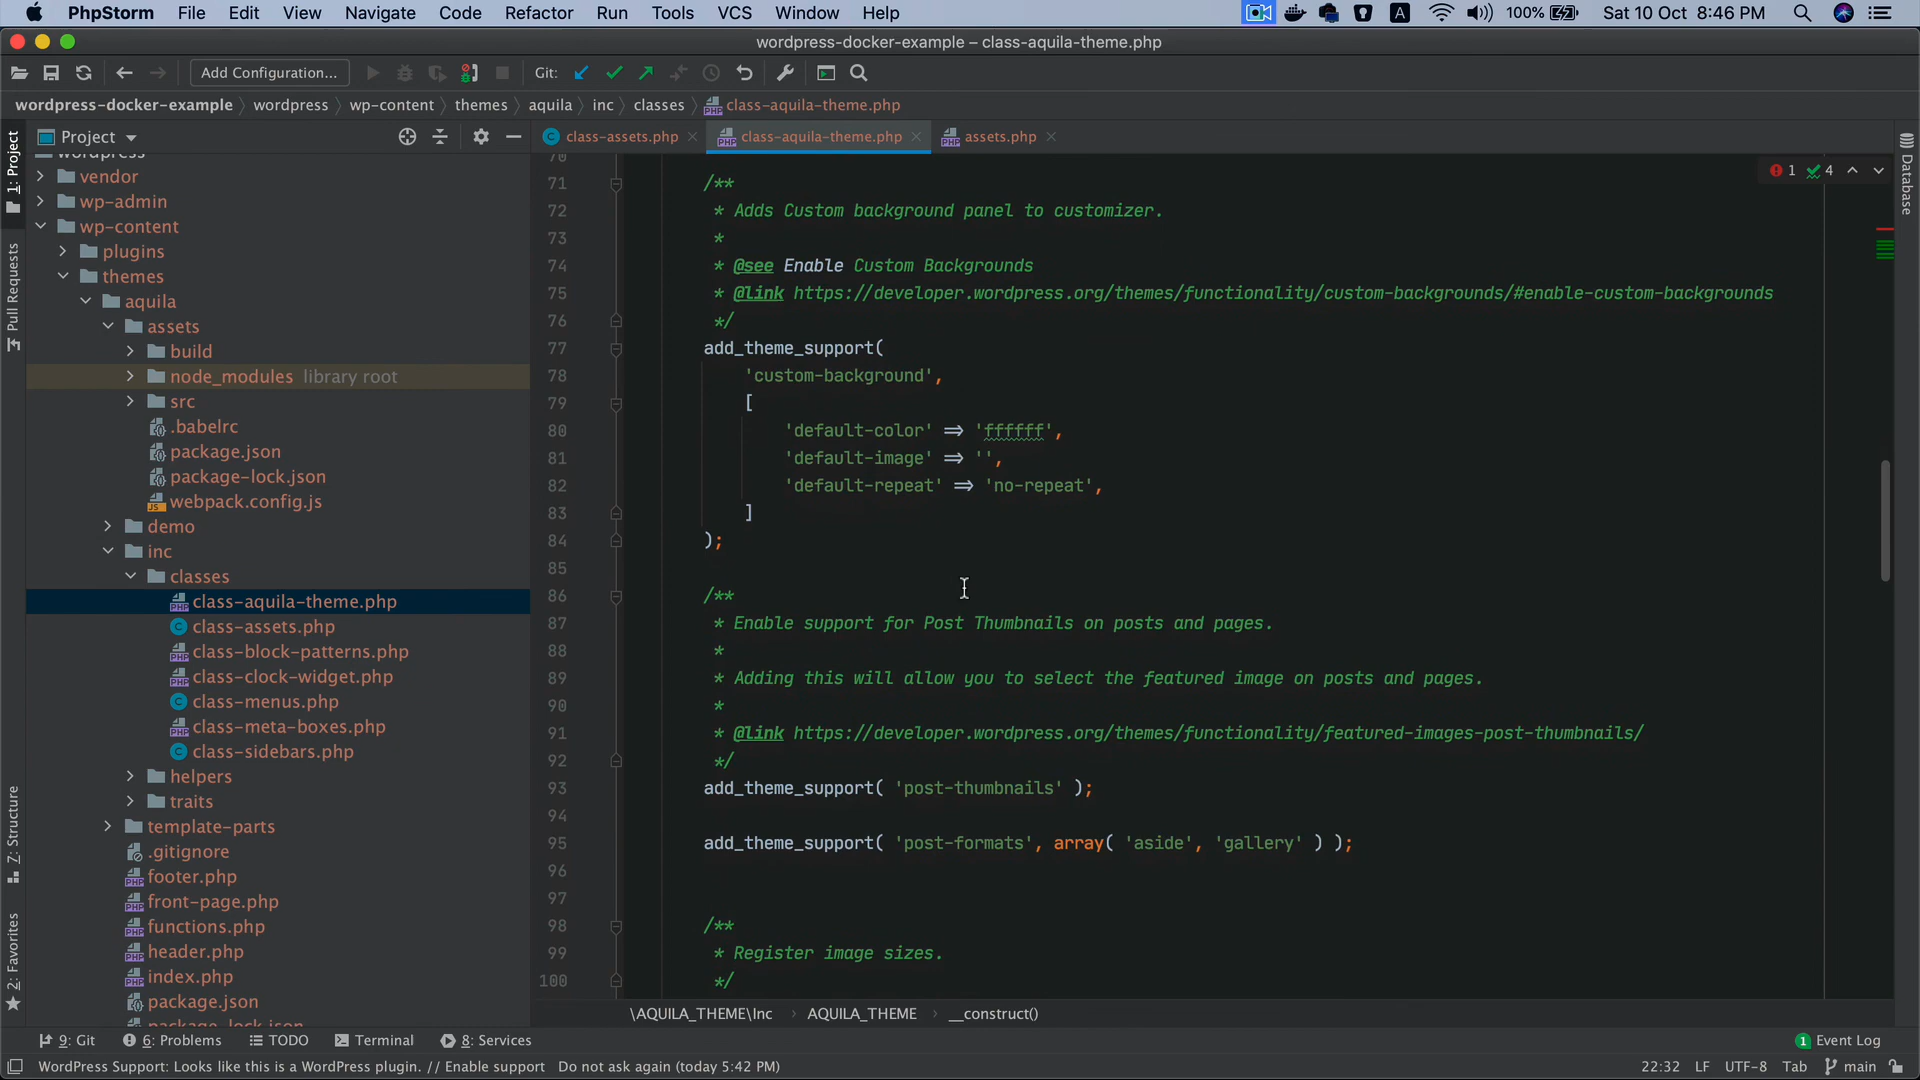 PhpStorm File Edit View Navigate Code Refactor Run Tools VCS Window Help A 100% Sat 10 Oct 8:46 PM
wordpress-docker-example – class-aquila-theme.php
Add Configuration... Git:
wordpress-docker-example wordpress wp-content themes aquila inc classes class-aquila-theme.php
Project class-assets.php class-aquila-theme.php assets.php
1: Project
Pull Requests
7: Structure
2: Favorites
Database
wordpress
vendor
wp-admin
wp-content
plugins
themes
aquila
assets
build
node_modules library root
src
.babelrc
package.json
package-lock.json
webpack.config.js
demo
inc
classes
class-aquila-theme.php
class-assets.php
class-block-patterns.php
class-clock-widget.php
class-menus.php
class-meta-boxes.php
class-sidebars.php
helpers
traits
template-parts
.gitignore
footer.php
front-page.php
functions.php
header.php
index.php
package.json
package-lock.json
1 4
70
71 /**
72 * Adds Custom background panel to customizer.
73 *
74 * @see Enable Custom Backgrounds
75 * @link https://developer.wordpress.org/themes/functionality/custom-backgrounds/#enable-custom-backgrounds
76 */
77 add_theme_support(
78 'custom-background',
79 [
80 'default-color' => 'ffffff',
81 'default-image' => '',
82 'default-repeat' => 'no-repeat',
83 ]
84 );
85
86 /**
87 * Enable support for Post Thumbnails on posts and pages.
88 *
89 * Adding this will allow you to select the featured image on posts and pages.
90 *
91 * @link https://developer.wordpress.org/themes/functionality/featured-images-post-thumbnails/
92 */
93 add_theme_support( 'post-thumbnails' );
94
95 add_theme_support( 'post-formats', array( 'aside', 'gallery' ) );
96
97
98 /**
99 * Register image sizes.
100 */
\AQUILA_THEME\Inc AQUILA_THEME __construct()
9: Git 6: Problems TODO Terminal 8: Services 1 Event Log
WordPress Support: Looks like this is a WordPress plugin. // Enable support Do not ask again (today 5:42 PM) 22:32 LF UTF-8 Tab main